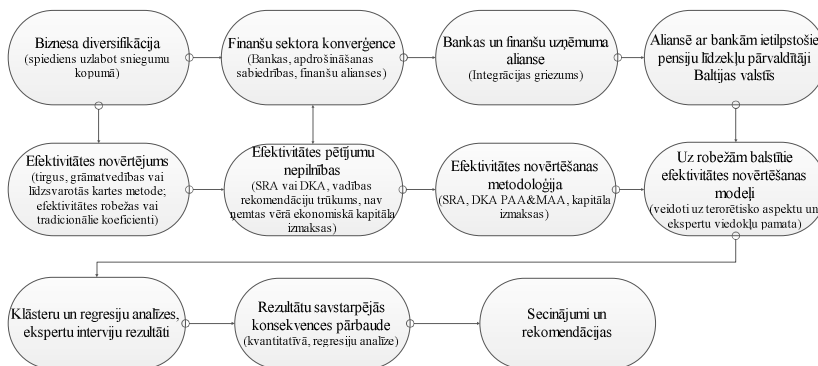 Biznesa diversifikācija
(spiediens uzlabot sniegumu
kopumā)
Finanšu sektora konverģence
(Bankas, apdrošināšanas
sabiedrības, finanšu alianses)
Bankas un finanšu uzņēmuma
alianse
(Integrācijas griezums)
Aliansē ar bankām ietilpstošie
pensiju līdzekļu pārvaldītāji
Baltijas valstīs
Efektivitātes novērtējums
(tirgus, grāmatvedības vai
līdzsvarotās kartes metode;
efektivitātes robežas vai
tradicionālie koeficienti)
Efektivitātes pētījumu
nepilnības
(SRA vai DKA, vadības
rekomendāciju trūkums, nav
ņemtas vērā ekonomiskā kapitāla
izmaksas)
Efektivitātes novērtēšanas
metodoloģija
(SRA, DKA PAA&MAA, kapitāla
izmaksas)
Uz robežām balstītie
efektivitātes novērtēšanas
modeļi
(veidoti uz terorētisko aspektu un
ekspertu viedokļu pamata)
Klāsteru un regresiju analīzes,
ekspertu interviju rezultāti
Rezultātu savstarpējās
konsekvences pārbaude
(kvantitatīvā, regresiju analīze)
Secinājumi un
rekomendācijas